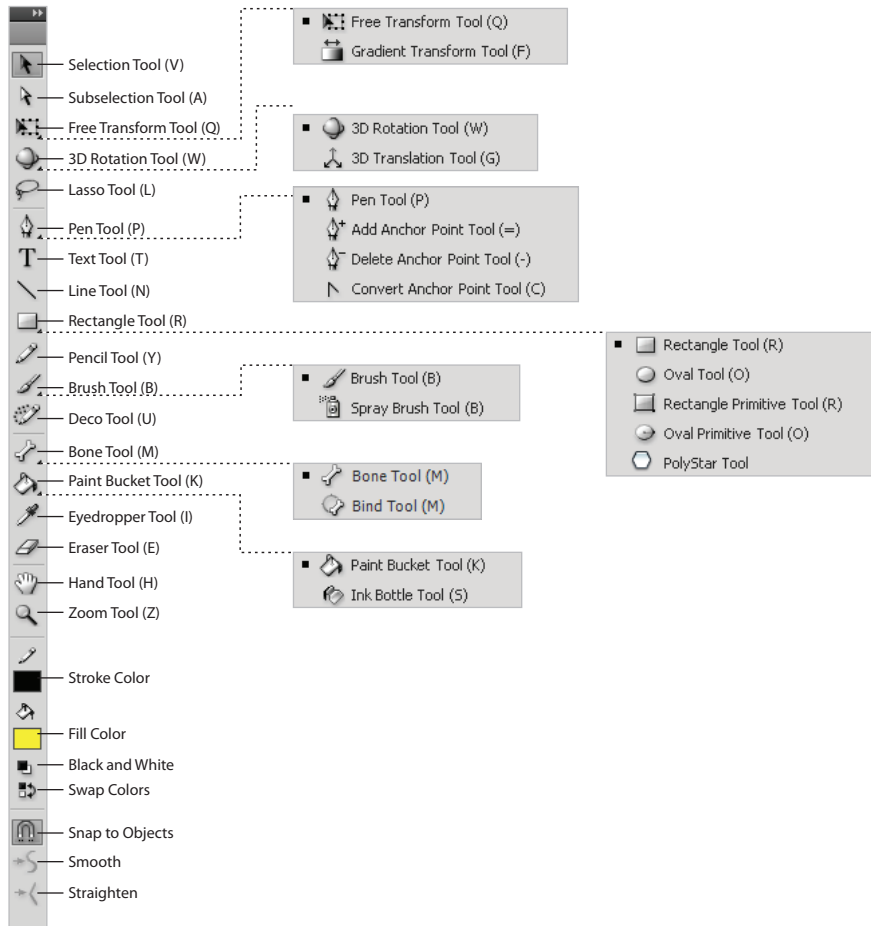 Selection Tool (V)
Subselection Tool (A)
Free Transform Tool (Q)
3D Rotation Tool (W)
Lasso Tool (L)
Pen Tool (P)
Text Tool (T)
Line Tool (N)
Rectangle Tool (R)
Pencil Tool (Y)
Brush Tool (B)
Deco Tool (U)
Bone Tool (M)
Paint Bucket Tool (K)
Eyedropper Tool (I)
Eraser Tool (E)
Hand Tool (H)
Zoom Tool (Z)
Stroke Color
Fill Color
Black and White
Swap Colors
Snap to Objects
Smooth
Straighten
Free Transform Tool (Q)
Gradient Transform Tool (F)
3D Rotation Tool (W)
3D Translation Tool (G)
Pen Tool (P)
Add Anchor Point Tool (=)
Delete Anchor Point Tool (-)
Convert Anchor Point Tool (C)
Brush Tool (B)
Spray Brush Tool (B)
Bone Tool (M)
Bind Tool (M)
Paint Bucket Tool (K)
Ink Bottle Tool (S)
Rectangle Tool (R)
Oval Tool (O)
Rectangle Primitive Tool (R)
Oval Primitive Tool (O)
PolyStar Tool